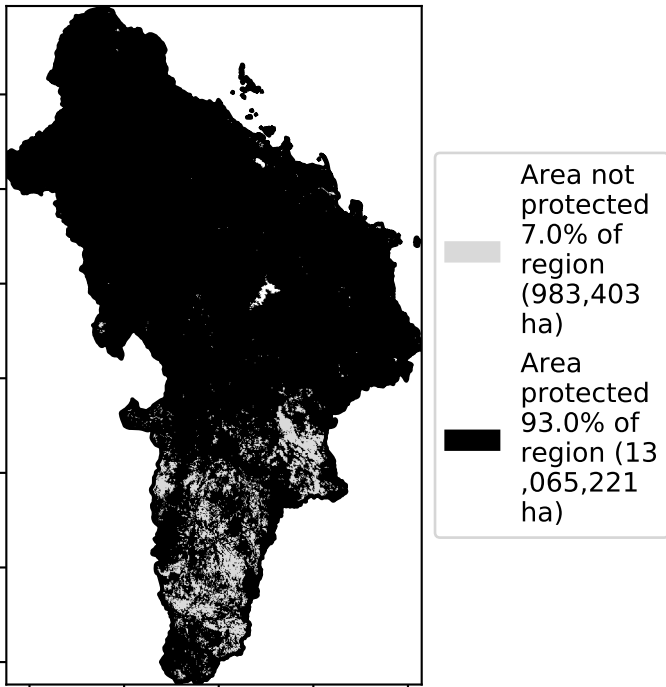 Area not
protected
7.0% of
region
(983,403
ha)
Area
protected
93.0% of
region (13
,065,221
ha)